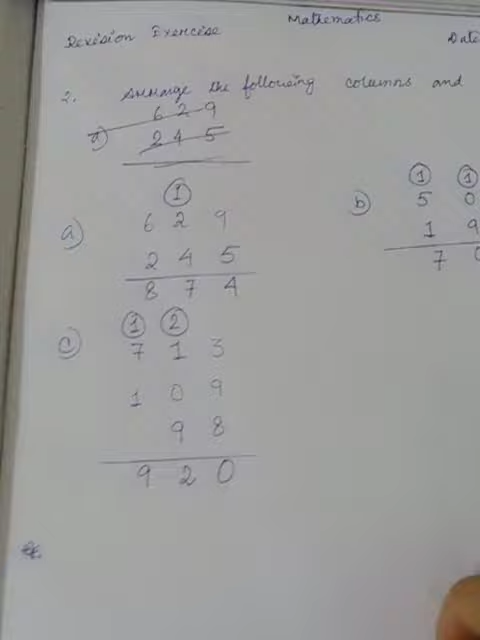 Mathematics
Revision Exercise
Date
2. Arrange the following columns and
a) 6 2 9
2 4 5
1
a) 6 2 9
2 4 5
8 7 4
b) 1 1
5 0
1 9
7 0
c) 1 2
7 1 3
1 0 9
9 8
9 2 0